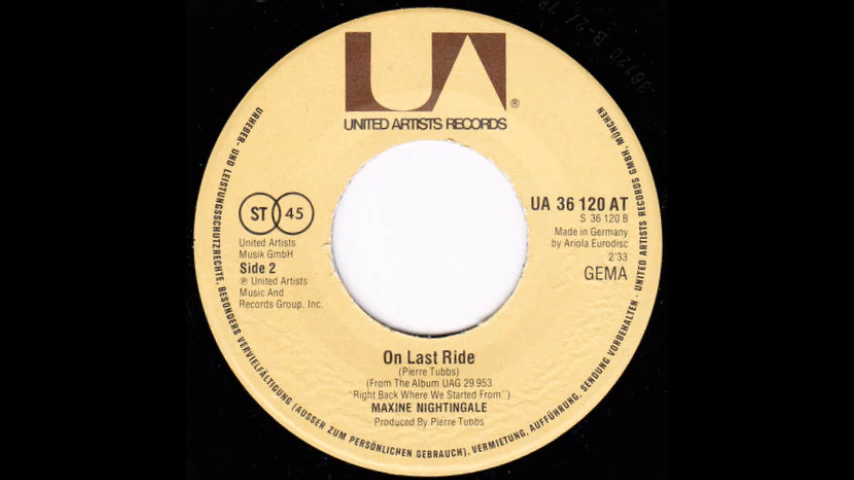 UA
®
UNITED ARTISTS RECORDS
URHEBER- UND LEISTUNGSSCHUTZRECHTE, BESONDERS VERVIELFÄLTIGUNG (AUSSER ZUM PERSÖNLICHEN GEBRAUCH), VERMIETUNG, AUFFÜHRUNG, SENDUNG VORBEHALTEN - UNITED ARTISTS RECORDS GMBH, MÜNCHEN
ST 45
United Artists
Musik GmbH
Side 2
℗ United Artists
Music And
Records Group, Inc.
UA 36 120 AT
S 36 120 B
Made in Germany
by Ariola Eurodisc
2'33
GEMA
On Last Ride
(Pierre Tubbs)
(From The Album UAG 29 953
"Right Back Where We Started From")
MAXINE NIGHTINGALE
Produced By Pierre Tubbs